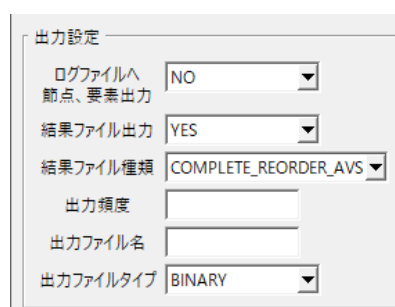 出力設定
ログファイルへ
節点、要素出力
NO
結果ファイル出力
YES
結果ファイル種類
COMPLETE_REORDER_AVS
出力頻度
出力ファイル名
出力ファイルタイプ
BINARY